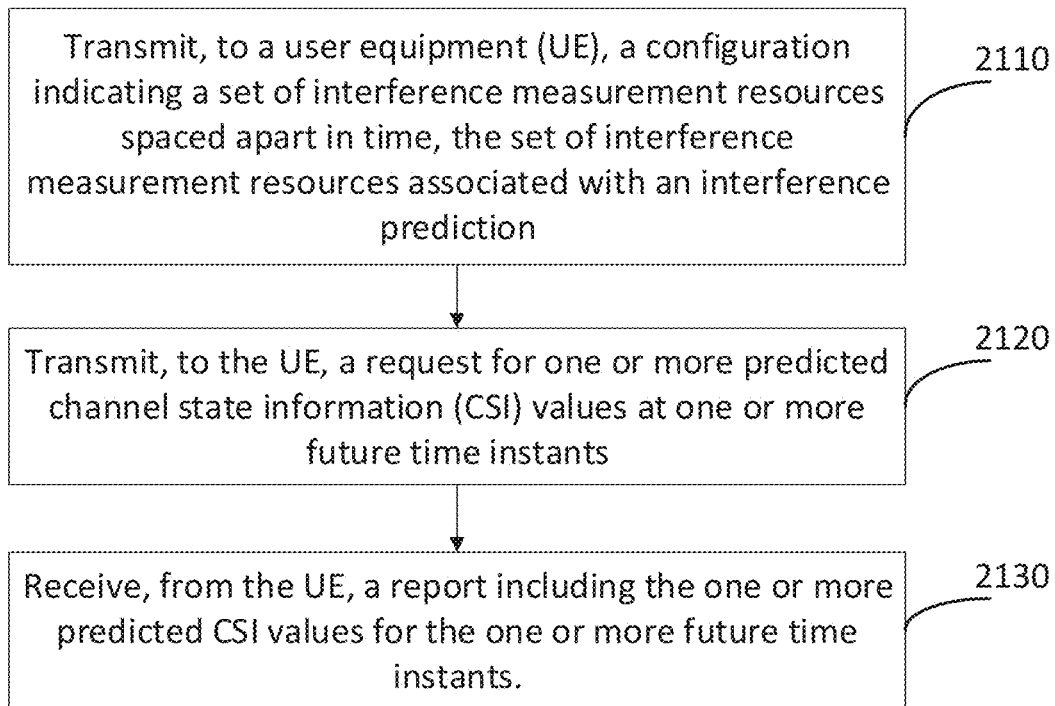 Transmit, to a user equipment (UE), a configuration
indicating a set of interference measurement resources
spaced apart in time, the set of interference
measurement resources associated with an interference
prediction
2110
Transmit, to the UE, a request for one or more predicted
channel state information (CSI) values at one or more
future time instants
2120
Receive, from the UE, a report including the one or more
predicted CSI values for the one or more future time
instants.
2130